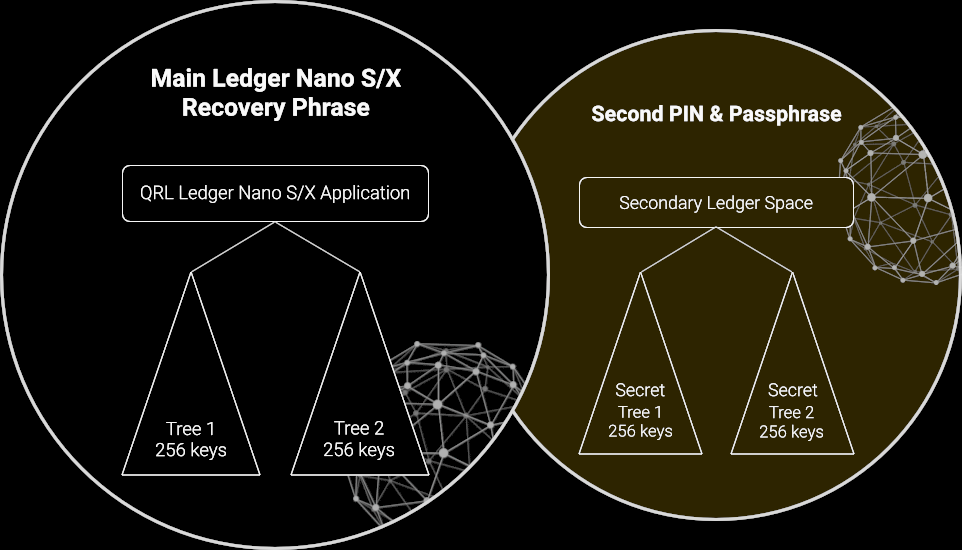 Main Ledger Nano S/X
Recovery Phrase
QRL Ledger Nano S/X Application
Tree 1
256 keys
Tree 2
256 keys
Second PIN & Passphrase
Secondary Ledger Space
Secret
Tree 1
256 keys
Secret
Tree 2
256 keys